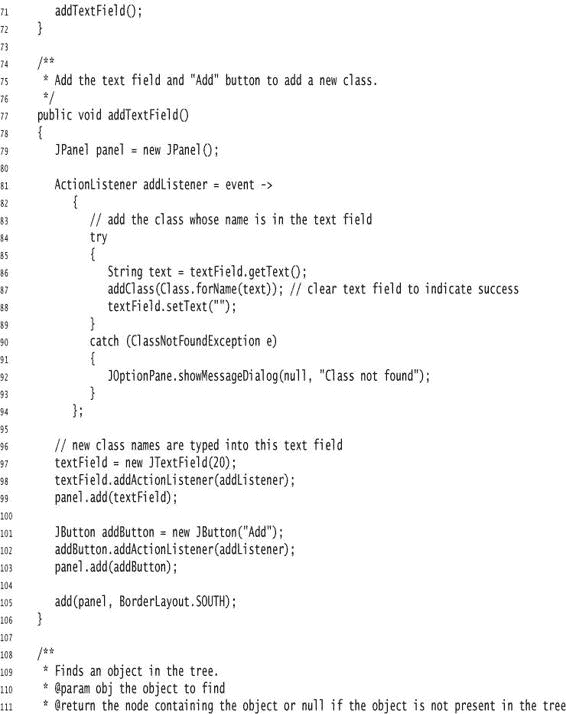 71 addTextField();
72 }
73
74 /**
75 * Add the text field and "Add" button to add a new class.
76 */
77 public void addTextField()
78 {
79 JPanel panel = new JPanel();
80
81 ActionListener addListener = event ->
82 {
83 // add the class whose name is in the text field
84 try
85 {
86 String text = textField.getText();
87 addClass(Class.forName(text)); // clear text field to indicate success
88 textField.setText("");
89 }
90 catch (ClassNotFoundException e)
91 {
92 JOptionPane.showMessageDialog(null, "Class not found");
93 }
94 };
95
96 // new class names are typed into this text field
97 textField = new JTextField(20);
98 textField.addActionListener(addListener);
99 panel.add(textField);
100
101 JButton addButton = new JButton("Add");
102 addButton.addActionListener(addListener);
103 panel.add(addButton);
104
105 add(panel, BorderLayout.SOUTH);
106 }
107
108 /**
109 * Finds an object in the tree.
110 * @param obj the object to find
111 * @return the node containing the object or null if the object is not present in the tree